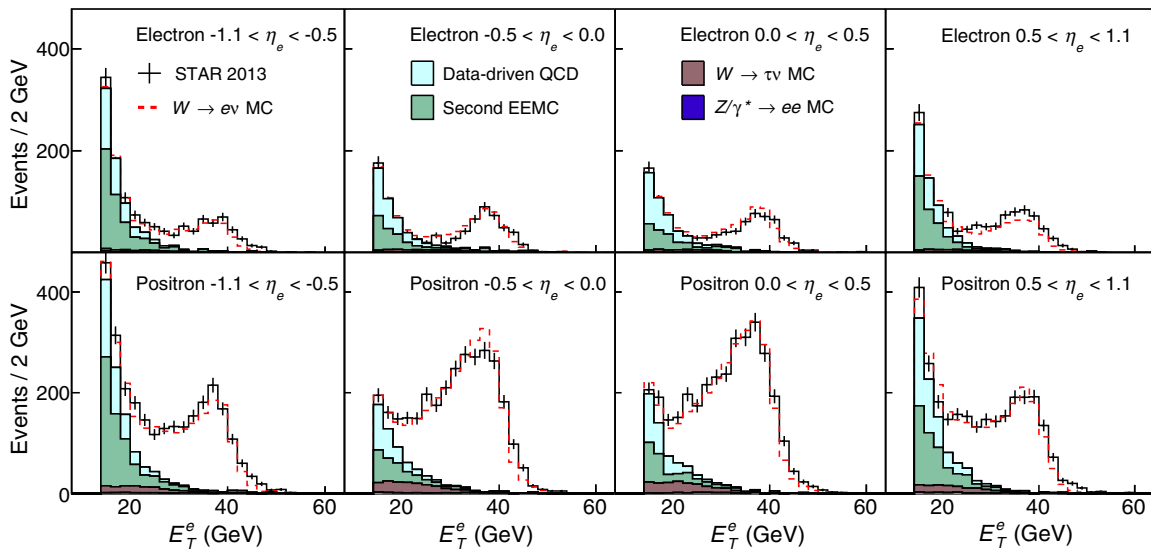 Electron -1.1 < η_e < -0.5
Electron -0.5 < η_e < 0.0
Electron 0.0 < η_e < 0.5
Electron 0.5 < η_e < 1.1
STAR 2013
W → eν MC
Data-driven QCD
Second EEMC
W → τν MC
Z/γ* → ee MC
Events / 2 GeV
400
200
Positron -1.1 < η_e < -0.5
Positron -0.5 < η_e < 0.0
Positron 0.0 < η_e < 0.5
Positron 0.5 < η_e < 1.1
Events / 2 GeV
400
200
0
20 40 60
20 40 60
20 40 60
20 40 60
E_T^e (GeV)
E_T^e (GeV)
E_T^e (GeV)
E_T^e (GeV)